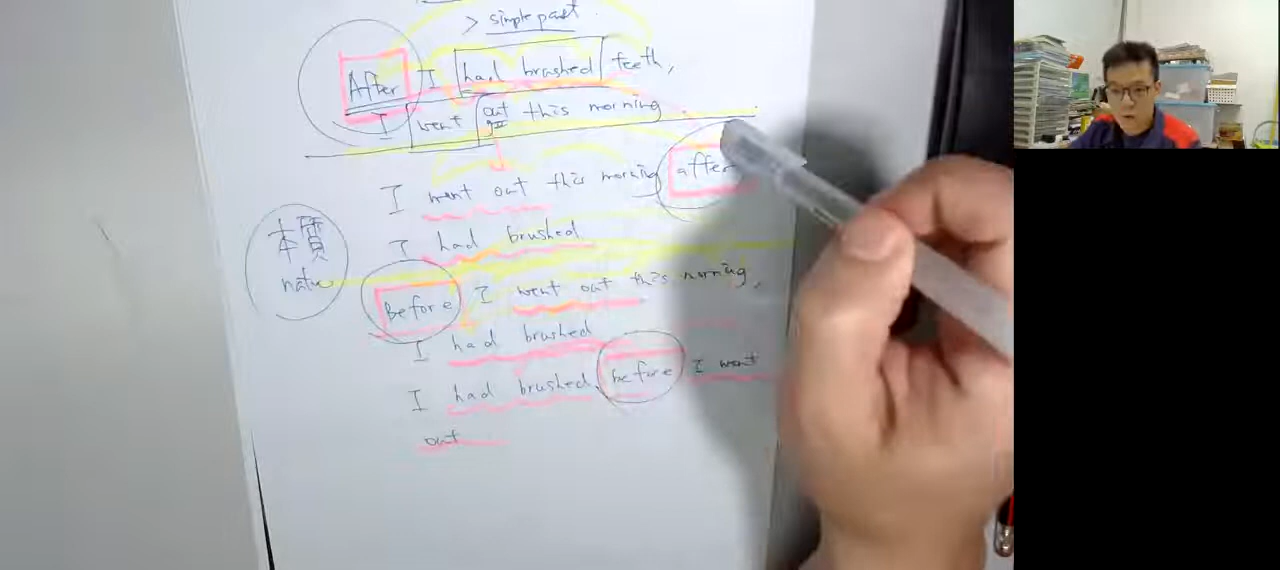 > simple past
After I had brushed teeth,
I went out this morning
I went out this morning after
I had brushed
本質
Before I went out this morning,
I had brushed
I had brushed before I went
out